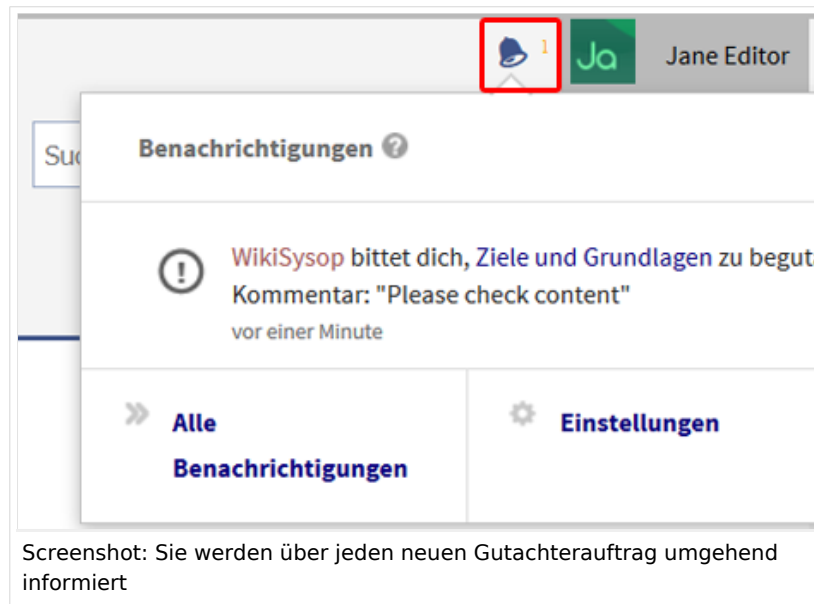 1
Ja
Jane Editor
Suc
Benachrichtigungen ?
WikiSysop bittet dich, Ziele und Grundlagen zu begut
Kommentar: "Please check content"
vor einer Minute
Alle
Benachrichtigungen
Einstellungen
Screenshot: Sie werden über jeden neuen Gutachterauftrag umgehend
informiert